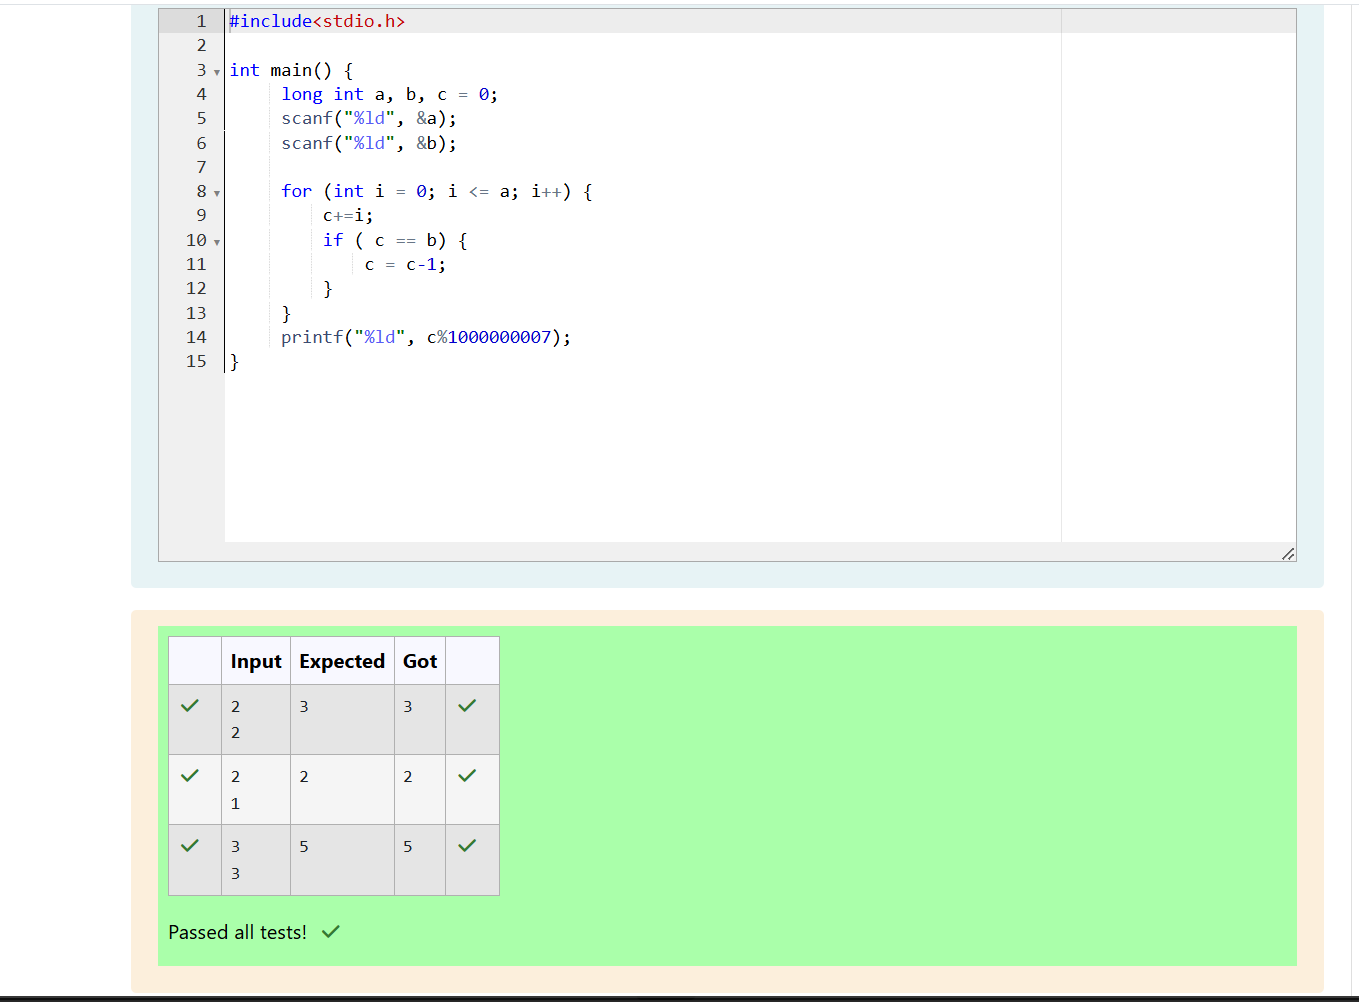 1 #include<stdio.h>
2
3 int main() {
4     long int a, b, c = 0;
5     scanf("%ld", &a);
6     scanf("%ld", &b);
7
8     for (int i = 0; i <= a; i++) {
9         c+=i;
10         if ( c == b) {
11             c = c-1;
12         }
13     }
14     printf("%ld", c%1000000007);
15 }
Input Expected Got
2 3 3
2
2 2 2
1
3 5 5
3
Passed all tests!